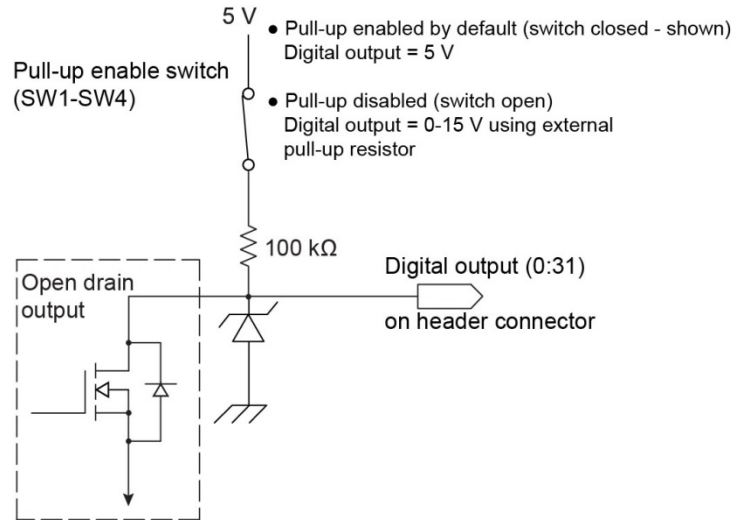 5 V
● Pull-up enabled by default (switch closed - shown)
Digital output = 5 V
Pull-up enable switch
(SW1-SW4)
● Pull-up disabled (switch open)
Digital output = 0-15 V using external
pull-up resistor
100 kΩ
Open drain
output
Digital output (0:31)
on header connector